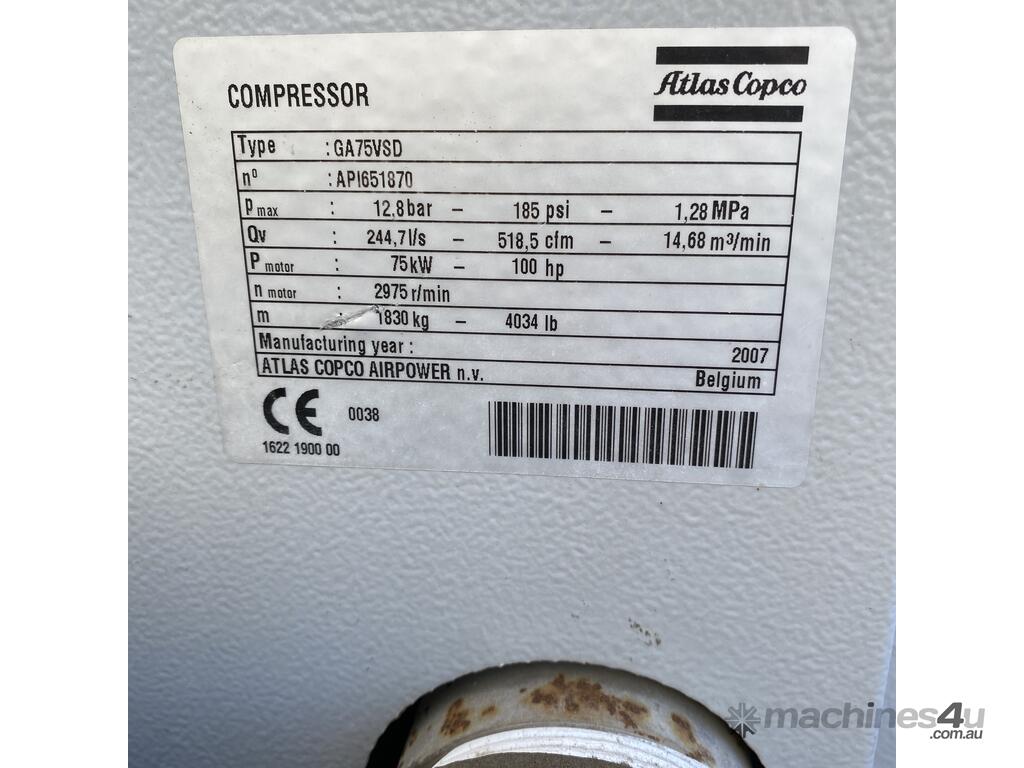 Atlas Copco
COMPRESSOR
Type : GA75VSD
nº : API651870
p max : 12,8 bar – 185 psi – 1,28 MPa
Qv : 244,7 l/s – 518,5 cfm – 14,68 m³/min
P motor : 75 kW – 100 hp
n motor : 2975 r/min
m : 1830 kg – 4034 lb
Manufacturing year : 2007
ATLAS COPCO AIRPOWER n.v. Belgium
CE 0038
1622 1900 00
machines4u
.com.au